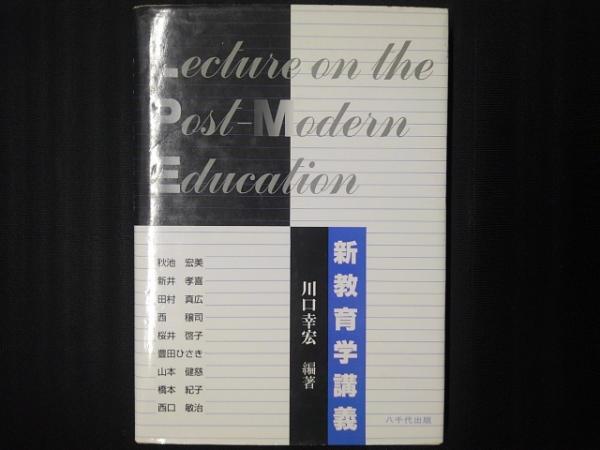 Lecture on the
Post-Modern
Education
新教育学講義
川口幸宏 編著
秋池 宏美
新井 孝喜
田村 真広
西 穣司
桜井 啓子
豊田ひさき
山本 健慈
橋本 紀子
西口 敏治
八千代出版